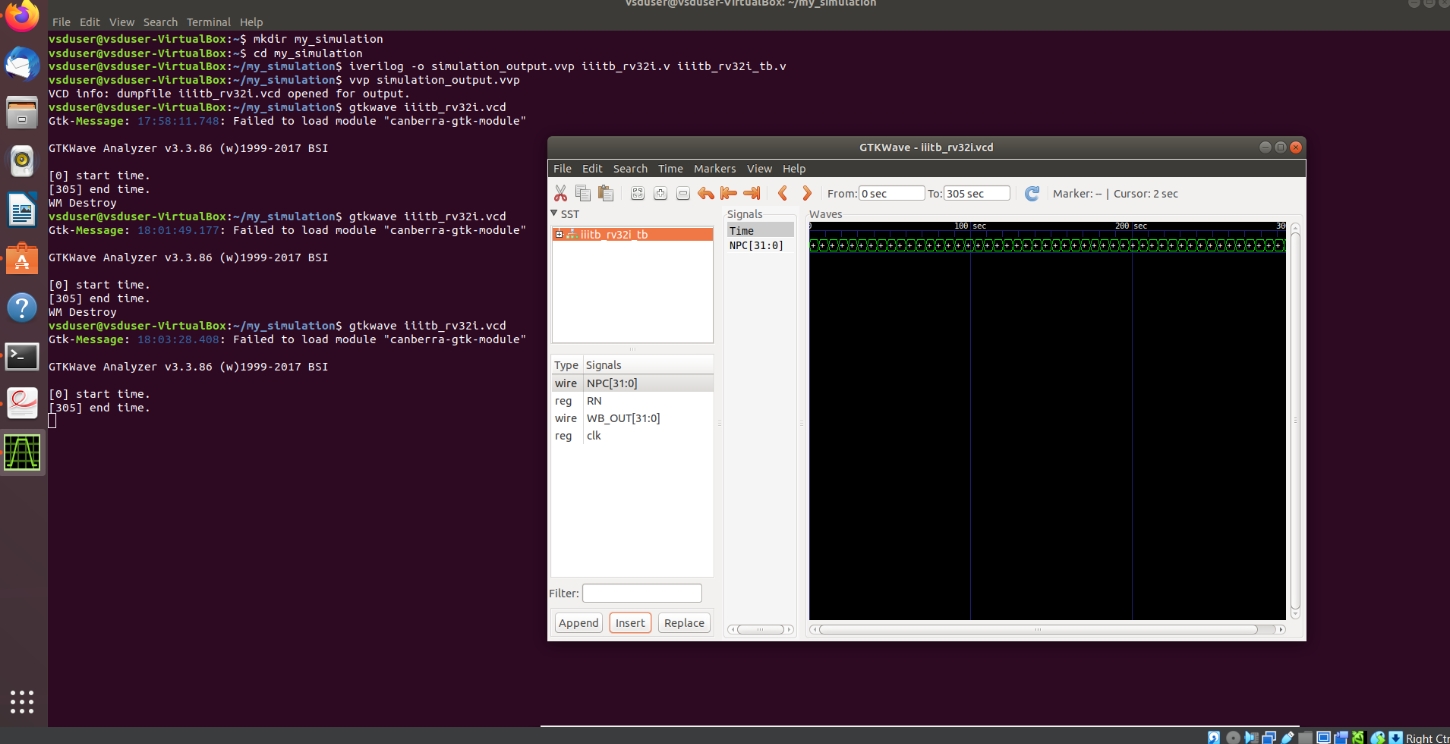 vsduser@vsduser-VirtualBox: ~/my_simulation
File Edit View Search Terminal Help
vsduser@vsduser-VirtualBox:~$ mkdir my_simulation
vsduser@vsduser-VirtualBox:~$ cd my_simulation
vsduser@vsduser-VirtualBox:~/my_simulation$ iverilog -o simulation_output.vvp iiitb_rv32i.v iiitb_rv32i_tb.v
vsduser@vsduser-VirtualBox:~/my_simulation$ vvp simulation_output.vvp
VCD info: dumpfile iiitb_rv32i.vcd opened for output.
vsduser@vsduser-VirtualBox:~/my_simulation$ gtkwave iiitb_rv32i.vcd
Gtk-Message: 17:58:11.748: Failed to load module "canberra-gtk-module"
GTKWave Analyzer v3.3.86 (w)1999-2017 BSI
[0] start time.
[305] end time.
WM Destroy
vsduser@vsduser-VirtualBox:~/my_simulation$ gtkwave iiitb_rv32i.vcd
Gtk-Message: 18:01:49.177: Failed to load module "canberra-gtk-module"
GTKWave Analyzer v3.3.86 (w)1999-2017 BSI
[0] start time.
[305] end time.
WM Destroy
vsduser@vsduser-VirtualBox:~/my_simulation$ gtkwave iiitb_rv32i.vcd
Gtk-Message: 18:03:28.408: Failed to load module "canberra-gtk-module"
GTKWave Analyzer v3.3.86 (w)1999-2017 BSI
[0] start time.
[305] end time.
GTKWave - iiitb_rv32i.vcd
File Edit Search Time Markers View Help
From: 0 sec To: 305 sec Marker: -- | Cursor: 2 sec
SST
iiitb_rv32i_tb
Type Signals
wire NPC[31:0]
reg RN
wire WB_OUT[31:0]
reg clk
Filter:
Append Insert Replace
Signals
Time
NPC[31:0]
Waves
0 100 sec 200 sec 30
Right Ctr